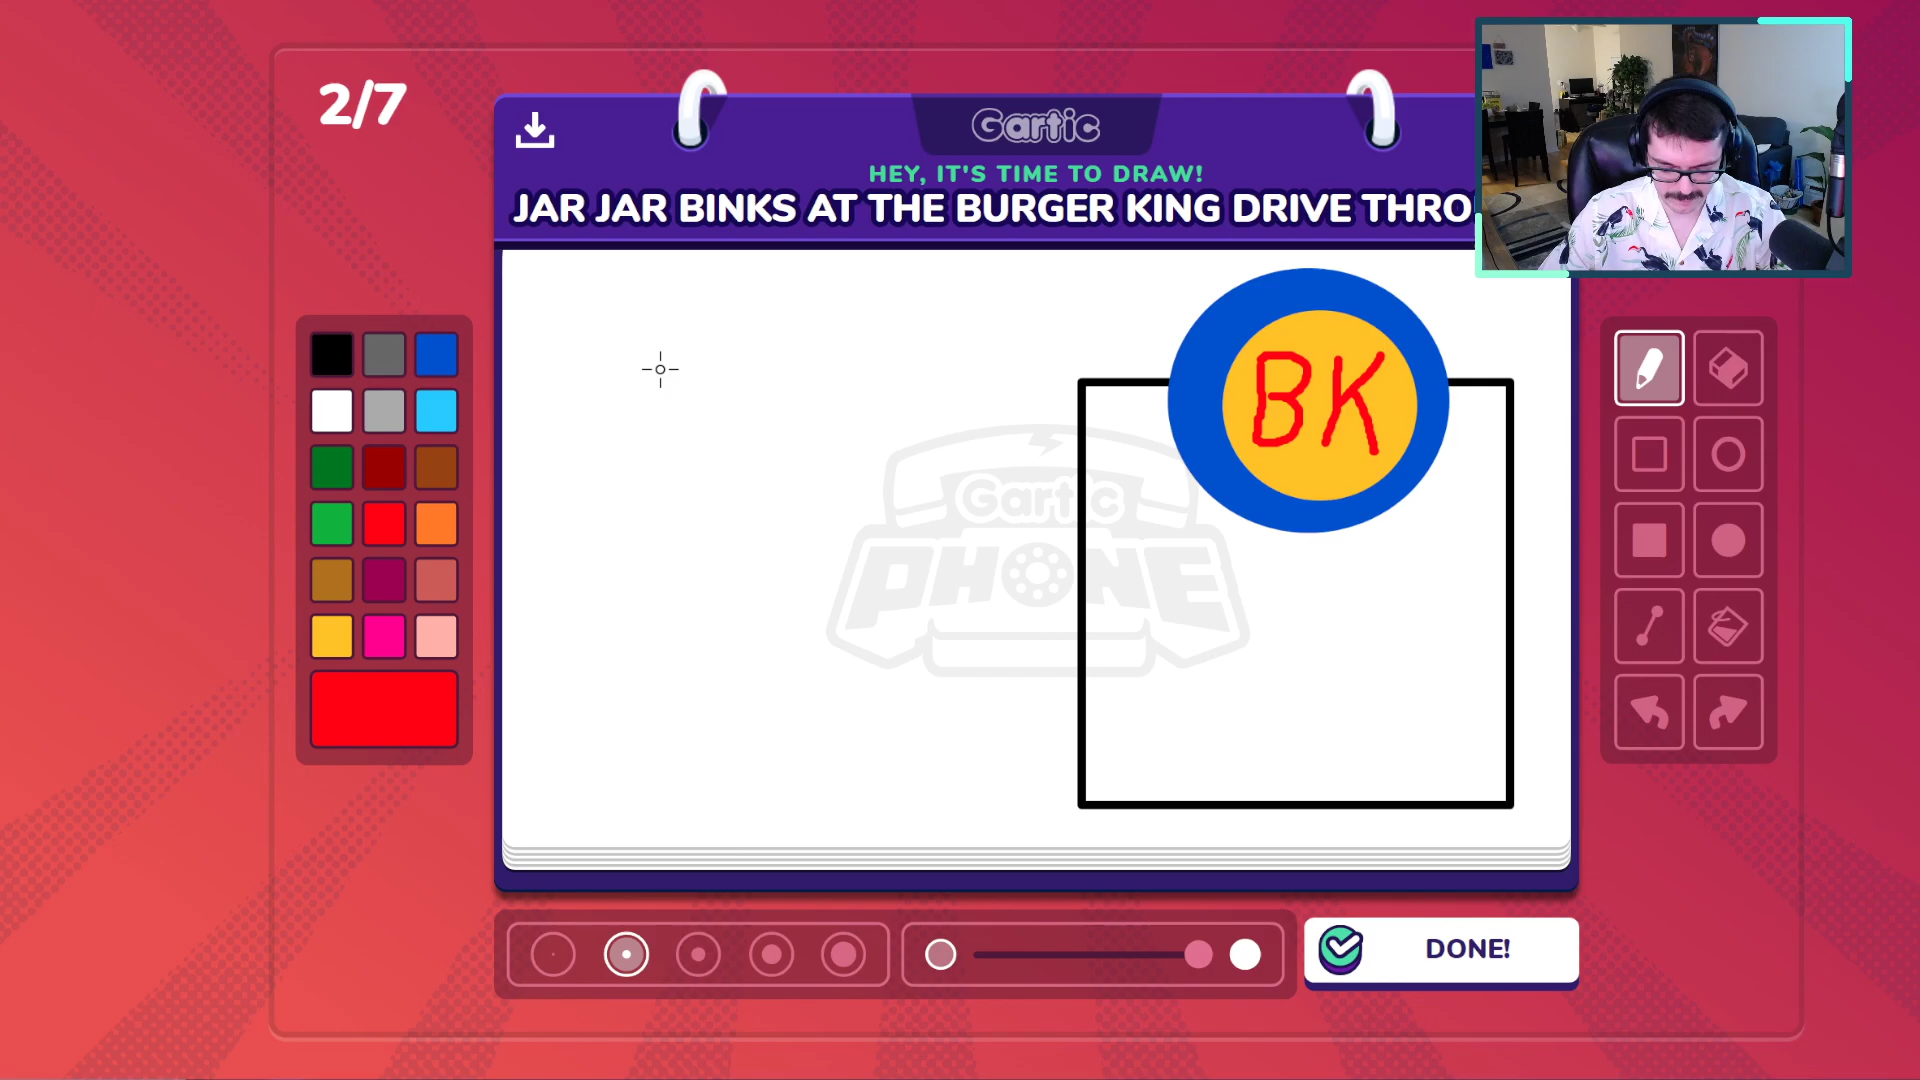 2/7
Gartic
HEY, IT'S TIME TO DRAW!
JAR JAR BINKS AT THE BURGER KING DRIVE THRO
BK
Gartic
PHONE
DONE!